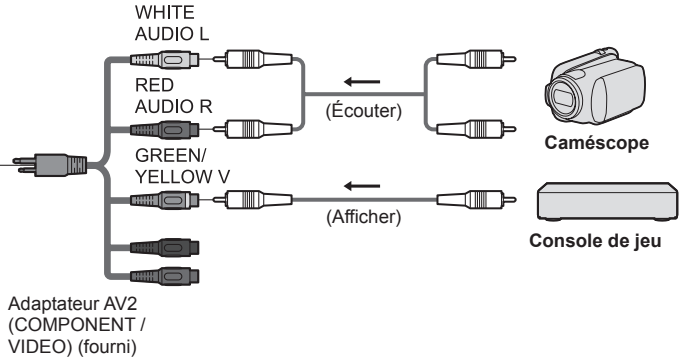 WHITE
AUDIO L
RED
AUDIO R
(Écouter)
Caméscope
GREEN/
YELLOW V
(Afficher)
Console de jeu
Adaptateur AV2
(COMPONENT /
VIDEO) (fourni)